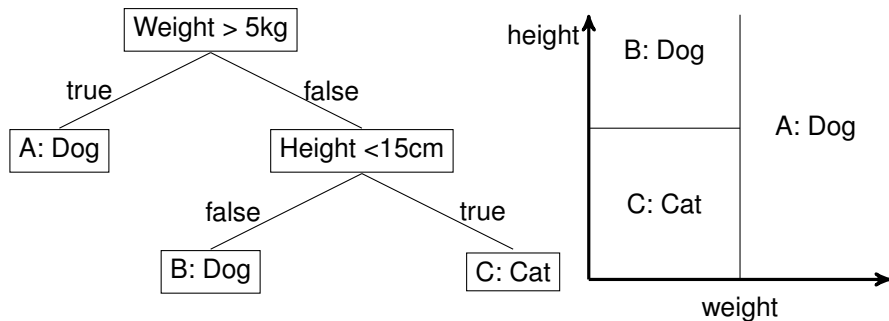 Weight > 5kg
true
false
A: Dog
Height <15cm
false
true
B: Dog
C: Cat
height
B: Dog
A: Dog
C: Cat
weight